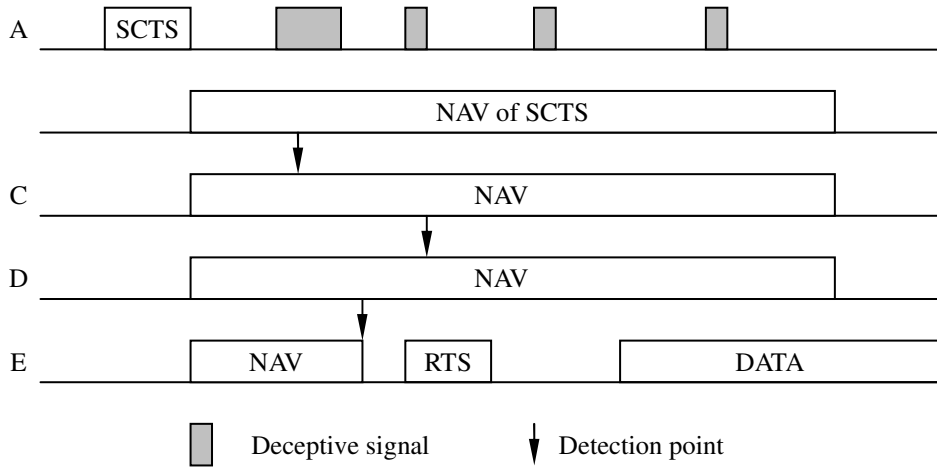 A SCTS
NAV of SCTS
C NAV
D NAV
E NAV RTS DATA
Deceptive signal Detection point